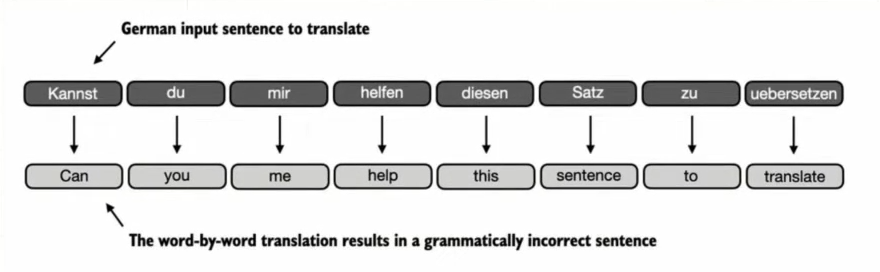 German input sentence to translate
Kannst du mir helfen diesen Satz zu uebersetzen
Can you me help this sentence to translate
The word-by-word translation results in a grammatically incorrect sentence